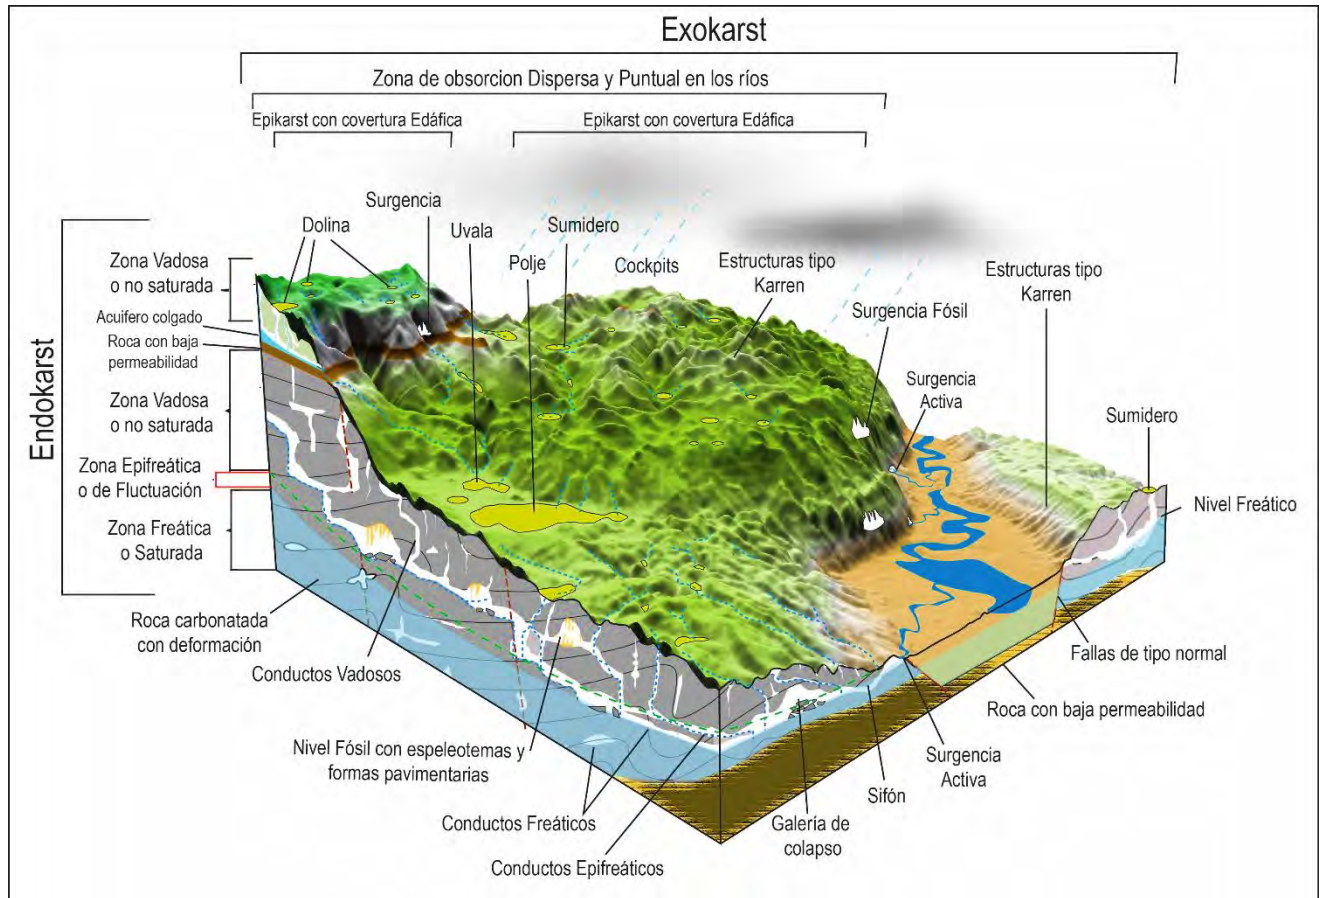 Exokarst
Zona de obsorcion Dispersa y Puntual en los ríos
Epikarst con covertura Edáfica
Epikarst con covertura Edáfica
Surgencia
Dolina
Uvala
Sumidero
Polje
Cockpits
Estructuras tipo
Karren
Estructuras tipo
Karren
Surgencia Fósil
Surgencia
Activa
Sumidero
Nivel Freático
Endokarst
Zona Vadosa
o no saturada
Acuifero colgado
Roca con baja
permeabilidad
Zona Vadosa
o no saturada
Zona Epifreática
o de Fluctuación
Zona Freática
o Saturada
Roca carbonatada
con deformación
Conductos Vadosos
Nivel Fósil con espeleotemas y
formas pavimentarias
Conductos Freáticos
Conductos Epifreáticos
Galería de
colapso
Sifón
Surgencia
Activa
Roca con baja permeabilidad
Fallas de tipo normal